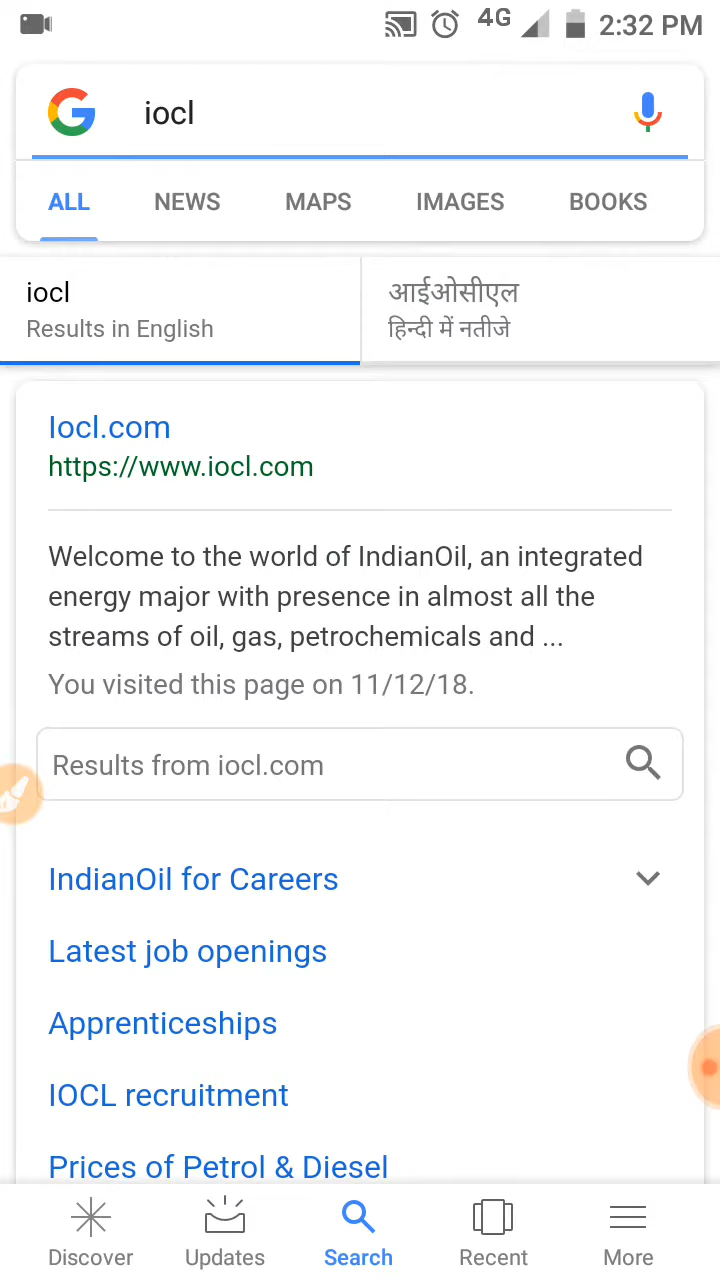 4G 2:32 PM
iocl
ALL NEWS MAPS IMAGES BOOKS
iocl
Results in English
आईओसीएल
हिन्दी में नतीजे
Iocl.com
https://www.iocl.com
Welcome to the world of IndianOil, an integrated
energy major with presence in almost all the
streams of oil, gas, petrochemicals and ...
You visited this page on 11/12/18.
Results from iocl.com
IndianOil for Careers
Latest job openings
Apprenticeships
IOCL recruitment
Prices of Petrol & Diesel
Discover Updates Search Recent More